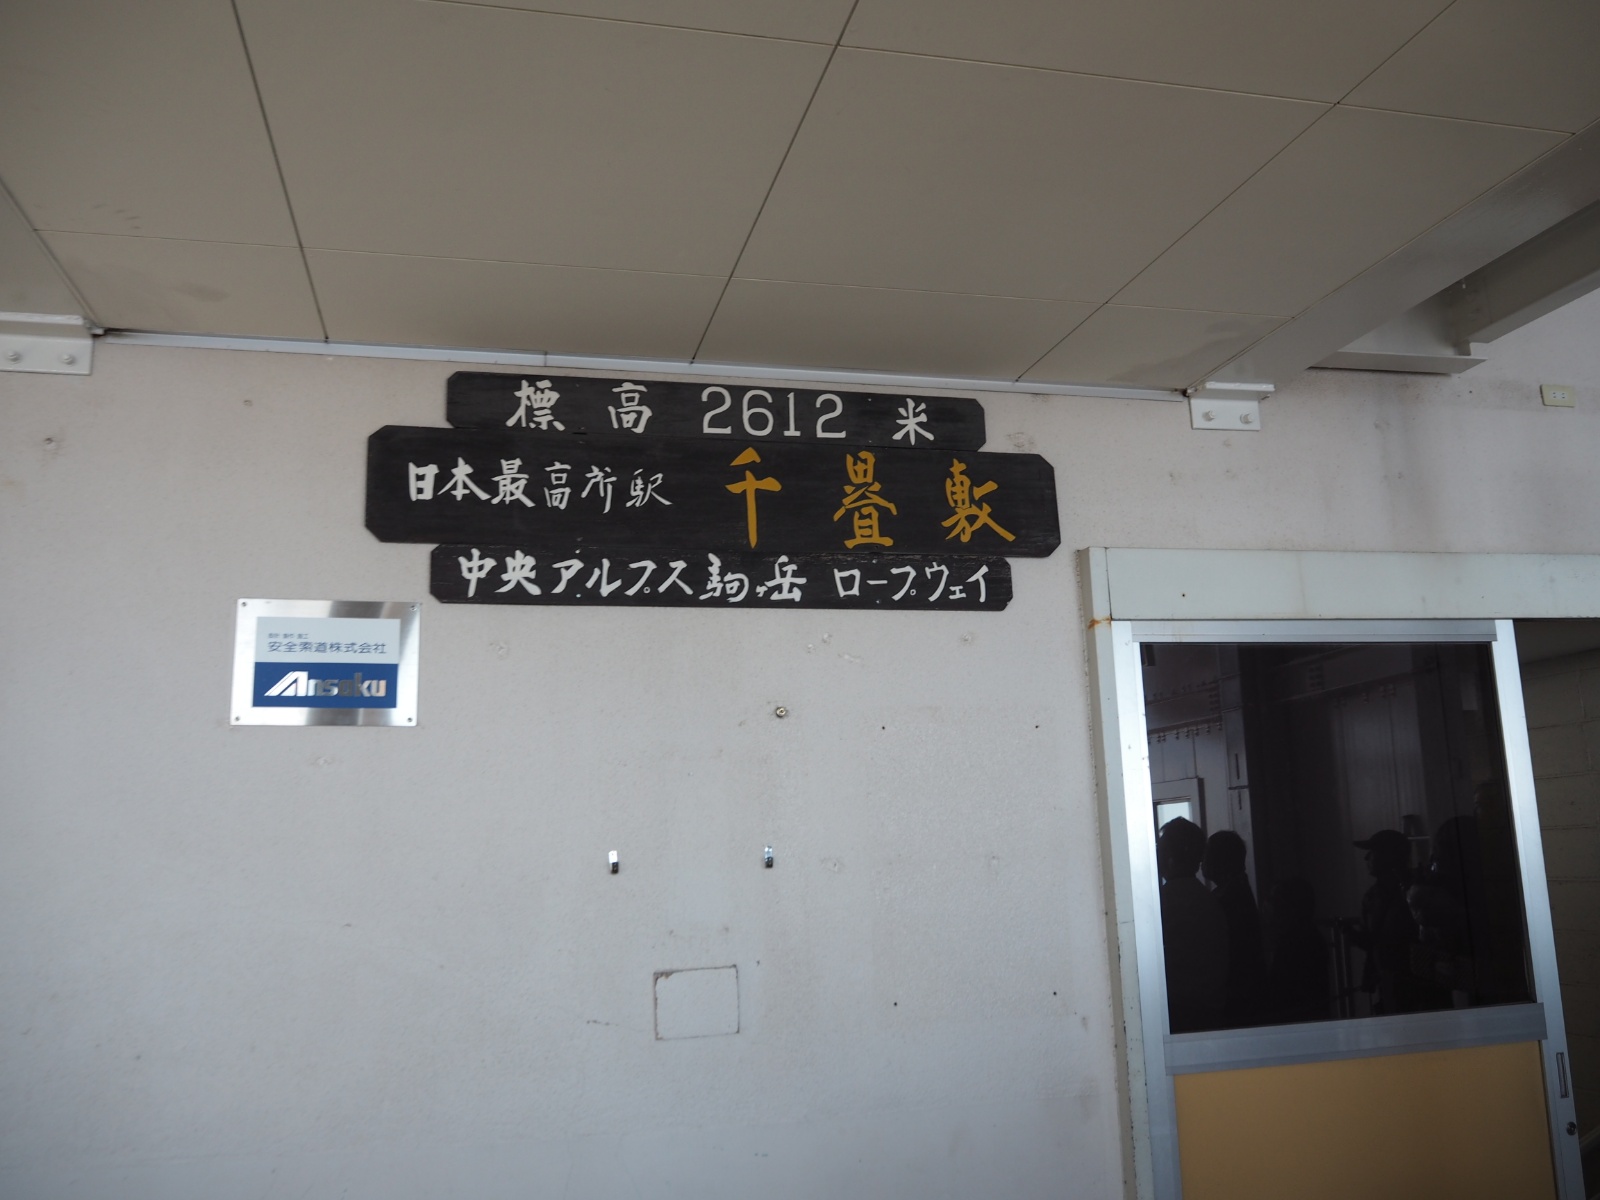 標高 2612 米
日本最高所駅 千畳敷
中央アルプス駒ヶ岳 ロープウェイ
安全索道株式会社
Ansaku